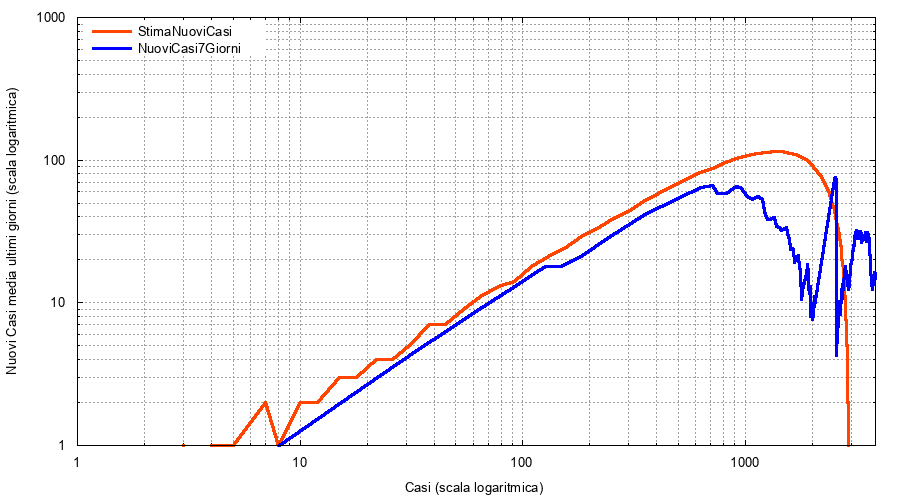 1000
StimaNuoviCasi
NuoviCasi7Giorni
100
10
1
1 10 100 1000
Nuovi Casi media ultimi giorni (scala logaritmica)
Casi (scala logaritmica)